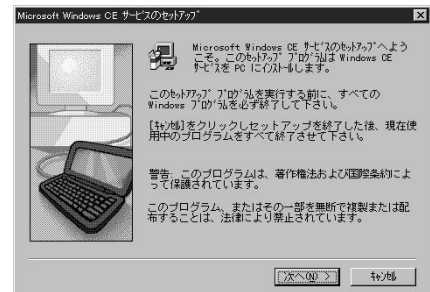 Microsoft Windows CE ｻｰﾋﾞｽのｾｯﾄｱｯﾌﾟ
Microsoft Windows CE ｻｰﾋﾞｽのｾｯﾄｱｯﾌﾟへよう
こそ。このｾｯﾄｱｯﾌﾟ ﾌﾟﾛｸﾞﾗﾑは Windows CE
ｻｰﾋﾞｽを PC にｲﾝｽﾄｰﾙします。
このｾｯﾄｱｯﾌﾟ ﾌﾟﾛｸﾞﾗﾑを実行する前に、すべての
Windows ﾌﾟﾛｸﾞﾗﾑを必ず終了して下さい。
[ｷｬﾝｾﾙ]をクリックしセットアップを終了した後、現在使
用中のプログラムをすべて終了させて下さい。
警告: このプログラムは、著作権法および国際条約によ
って保護されています。
このプログラム、またはその一部を無断で複製または配
布することは、法律により禁止されています。
次へ(N) >
ｷｬﾝｾﾙ